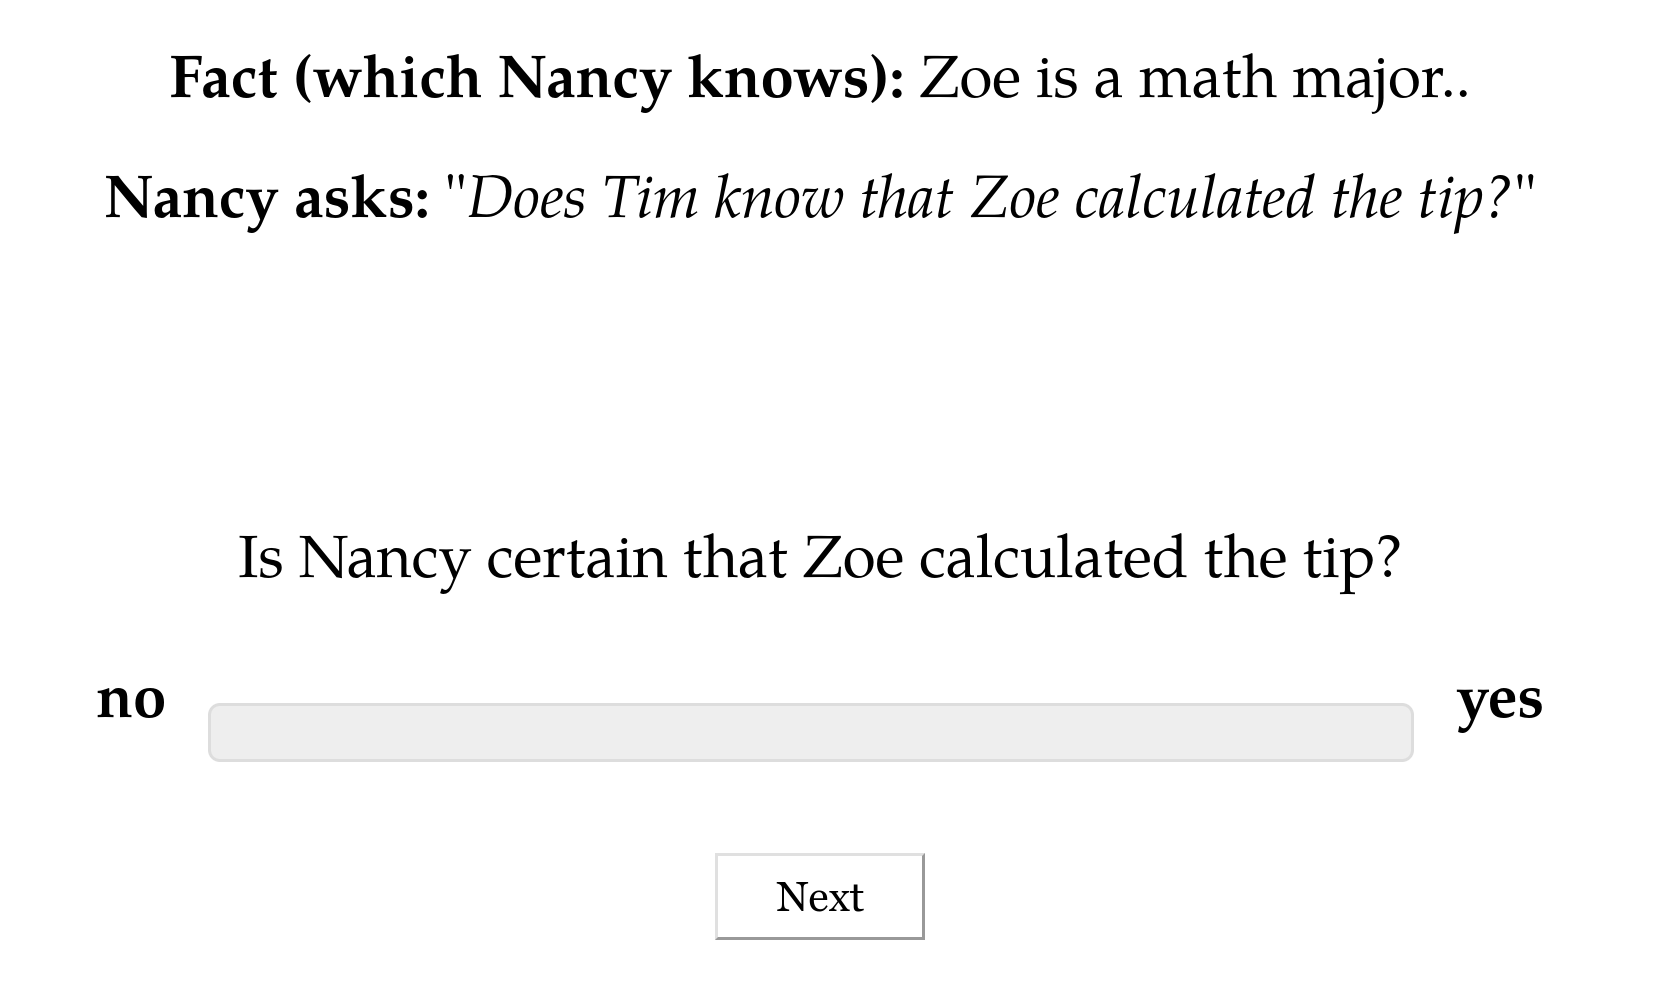 Fact (which Nancy knows): Zoe is a math major..
Nancy asks: "Does Tim know that Zoe calculated the tip?"
Is Nancy certain that Zoe calculated the tip?
no yes
Next